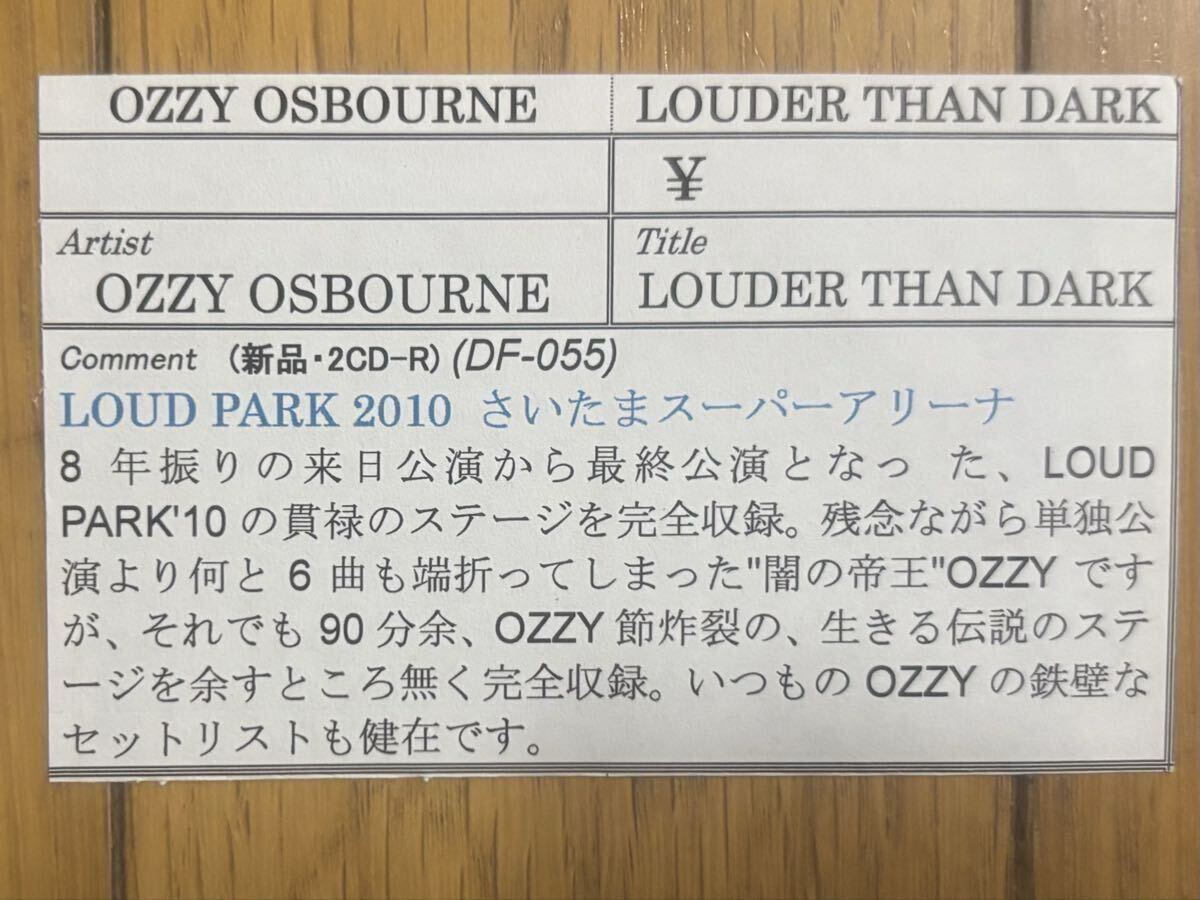 OZZY OSBOURNE LOUDER THAN DARK
¥
Artist Title
OZZY OSBOURNE LOUDER THAN DARK
Comment (新品・2CD-R) (DF-055)
LOUD PARK 2010 さいたまスーパーアリーナ
8 年振りの来日公演から最終公演となっ た、LOUD
PARK'10 の貫禄のステージを完全収録。残念ながら単独公
演より何と 6 曲も端折ってしまった"闇の帝王"OZZY です
が、それでも 90 分余、OZZY 節炸裂の、生きる伝説のステ
ージを余すところ無く完全収録。いつもの OZZY の鉄壁な
セットリストも健在です。